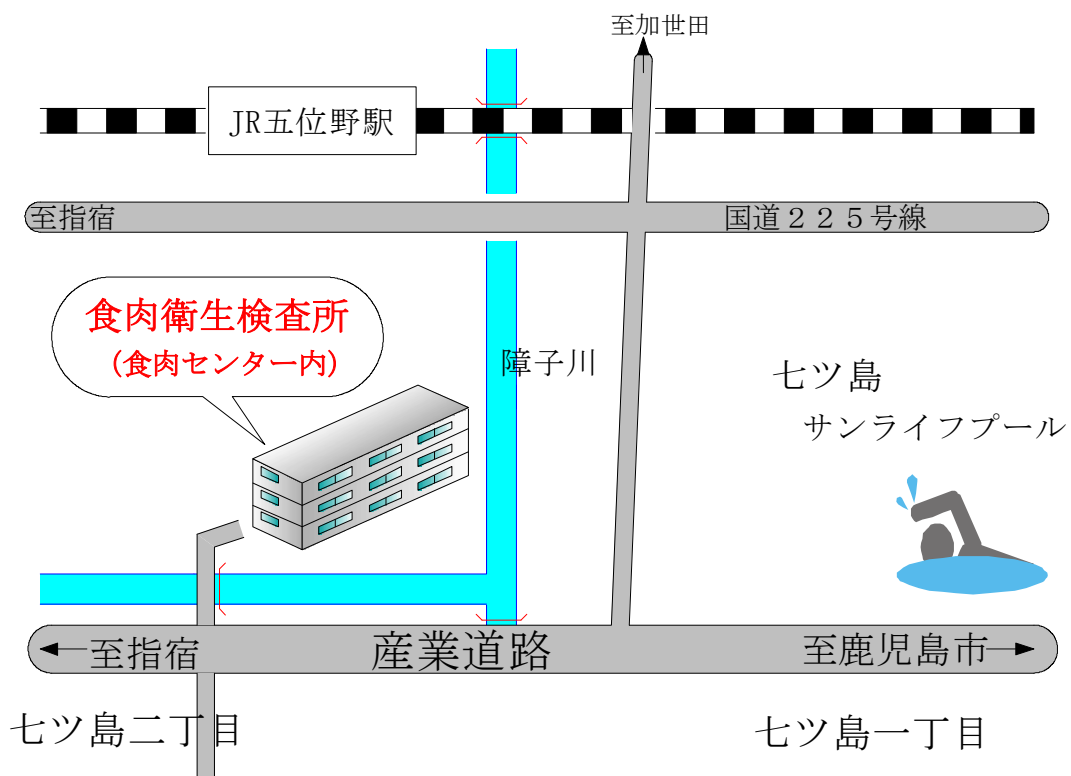 至加世田
JR五位野駅
至指宿
国道２２５号線
食肉衛生検査所
(食肉センター内)
障子川
七ツ島
サンライフプール
至指宿
産業道路
至鹿児島市
七ツ島二丁目
七ツ島一丁目